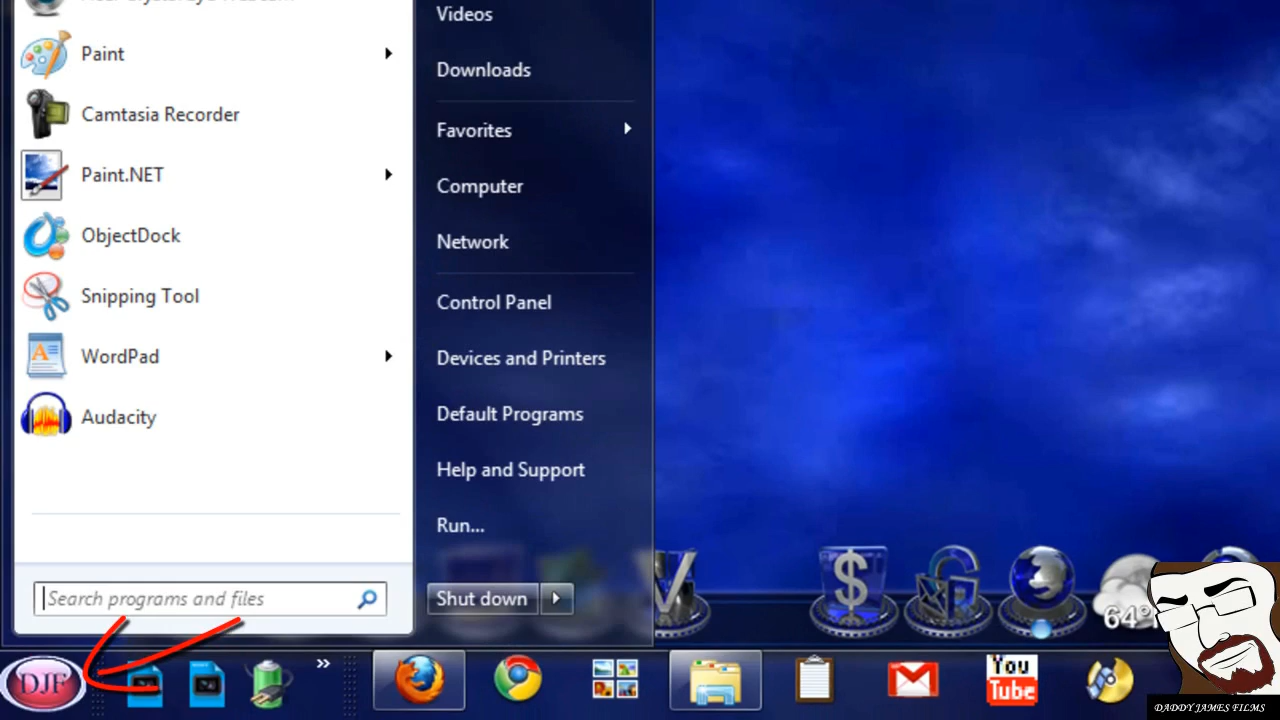 Paint
Camtasia Recorder
Paint.NET
ObjectDock
Snipping Tool
WordPad
Audacity
Search programs and files
Videos
Downloads
Favorites
Computer
Network
Control Panel
Devices and Printers
Default Programs
Help and Support
Run...
Shut down
$
64°
DJF
»
You
Tube
DADDY JAMES FILMS